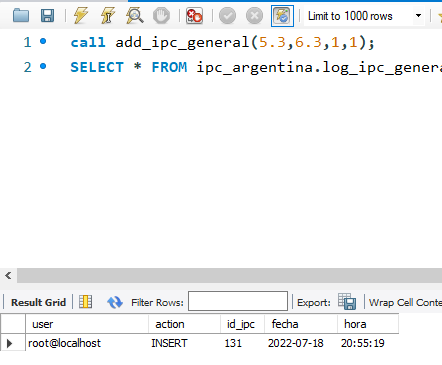 Limit to 1000 rows
1 call add_ipc_general(5.3,6.3,1,1);
2 SELECT * FROM ipc_argentina.log_ipc_genera
Result Grid Filter Rows: Export: Wrap Cell Conte
user action id_ipc fecha hora
root@localhost INSERT 131 2022-07-18 20:55:19